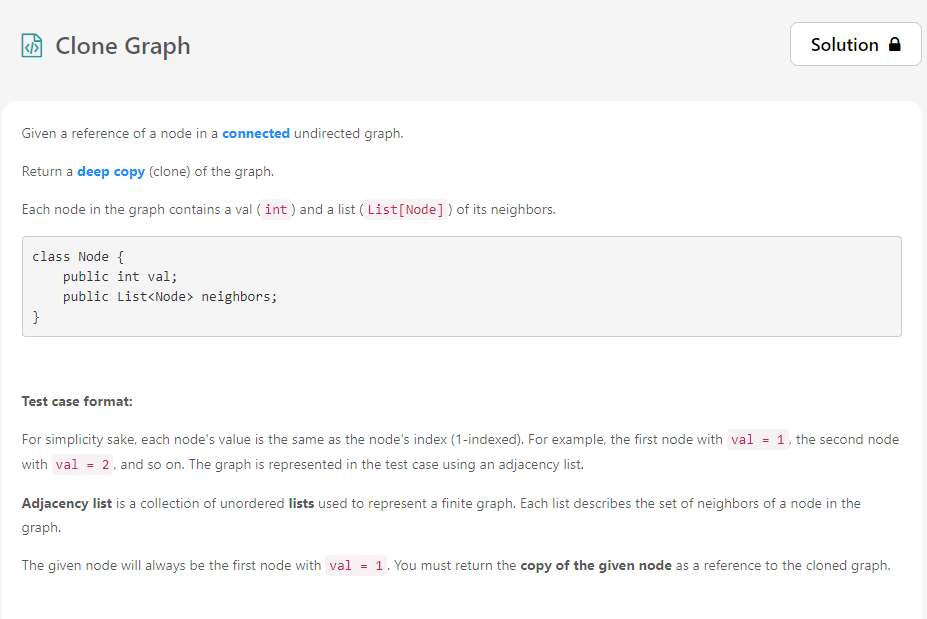 Clone Graph
Solution
Given a reference of a node in a connected undirected graph.
Return a deep copy (clone) of the graph.
Each node in the graph contains a val (int) and a list (List[Node]) of its neighbors.
class Node {
    public int val;
    public List<Node> neighbors;
}
Test case format:
For simplicity sake, each node's value is the same as the node's index (1-indexed). For example, the first node with val = 1, the second node
with val = 2, and so on. The graph is represented in the test case using an adjacency list.
Adjacency list is a collection of unordered lists used to represent a finite graph. Each list describes the set of neighbors of a node in the
graph.
The given node will always be the first node with val = 1. You must return the copy of the given node as a reference to the cloned graph.